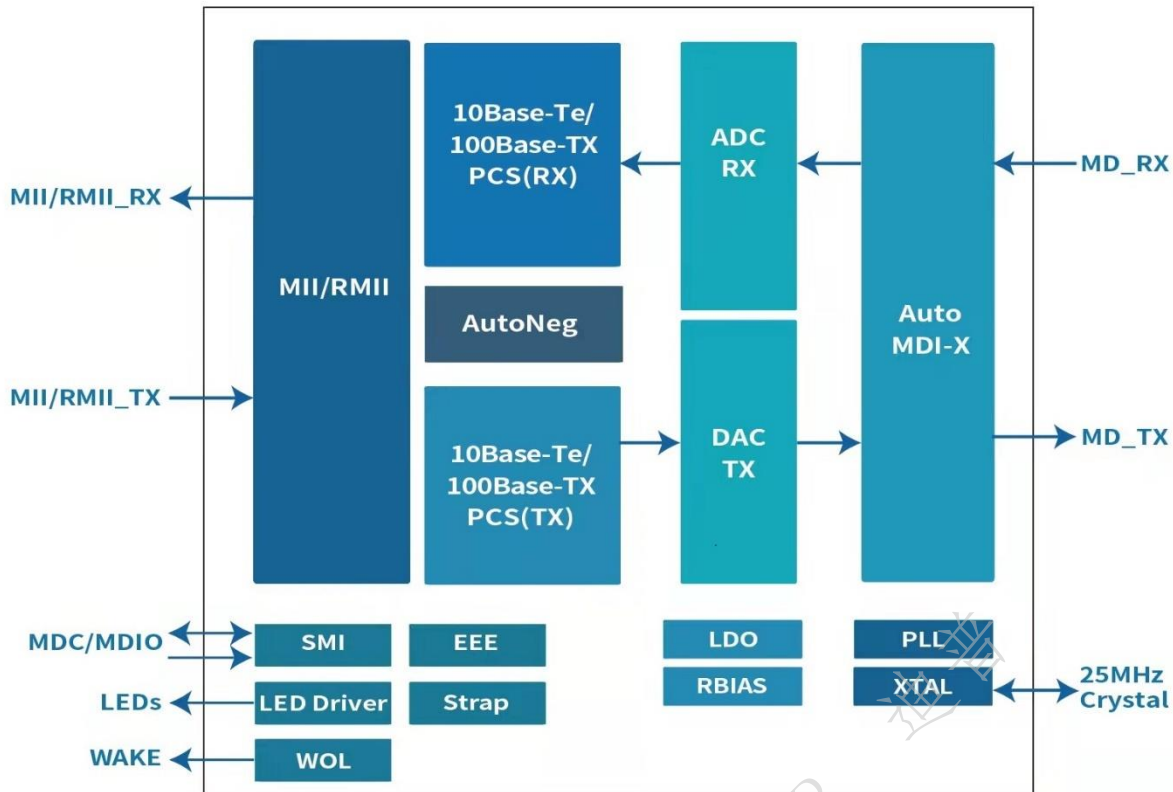 10Base-Te/
100Base-TX
PCS(RX)
ADC
RX
MD_RX
MII/RMII_RX
MII/RMII
AutoNeg
Auto
MDI-X
MII/RMII_TX
10Base-Te/
100Base-TX
PCS(TX)
DAC
TX
MD_TX
MDC/MDIO
SMI
EEE
LDO
PLL
LEDs
LED Driver
Strap
RBIAS
XTAL
25MHz
Crystal
WAKE
WOL